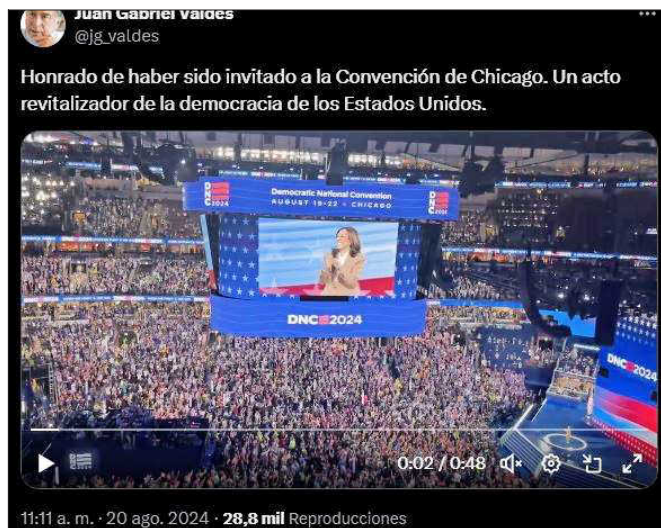 Juan Gabriel Valdés
@jg_valdes
Honrado de haber sido invitado a la Convención de Chicago. Un acto
revitalizador de la democracia de los Estados Unidos.
DNC 2024
Democratic National Convention
AUGUST 19-22 ★ CHICAGO
DNC 2024
DNC 2024
DNC 2024
0:02 / 0:48
11:11 a. m. · 20 ago. 2024 · 28,8 mil Reproducciones